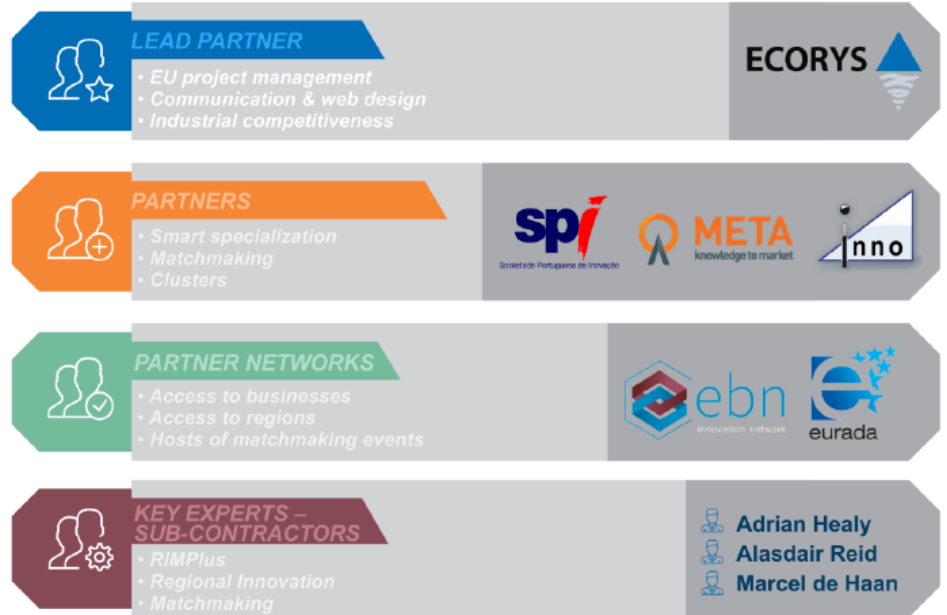 LEAD PARTNER
• EU project management
• Communication & web design
• Industrial competitiveness
ECORYS
PARTNERS
• Smart specialization
• Matchmaking
• Clusters
spi
Sociedade Portuguesa de Inovação
META
knowledge to market
inno
PARTNER NETWORKS
• Access to businesses
• Access to regions
• Hosts of matchmaking events
ebn
innovation network
e
eurada
KEY EXPERTS –
SUB-CONTRACTORS
• RIMPlus
• Regional Innovation
• Matchmaking
Adrian Healy
Alasdair Reid
Marcel de Haan